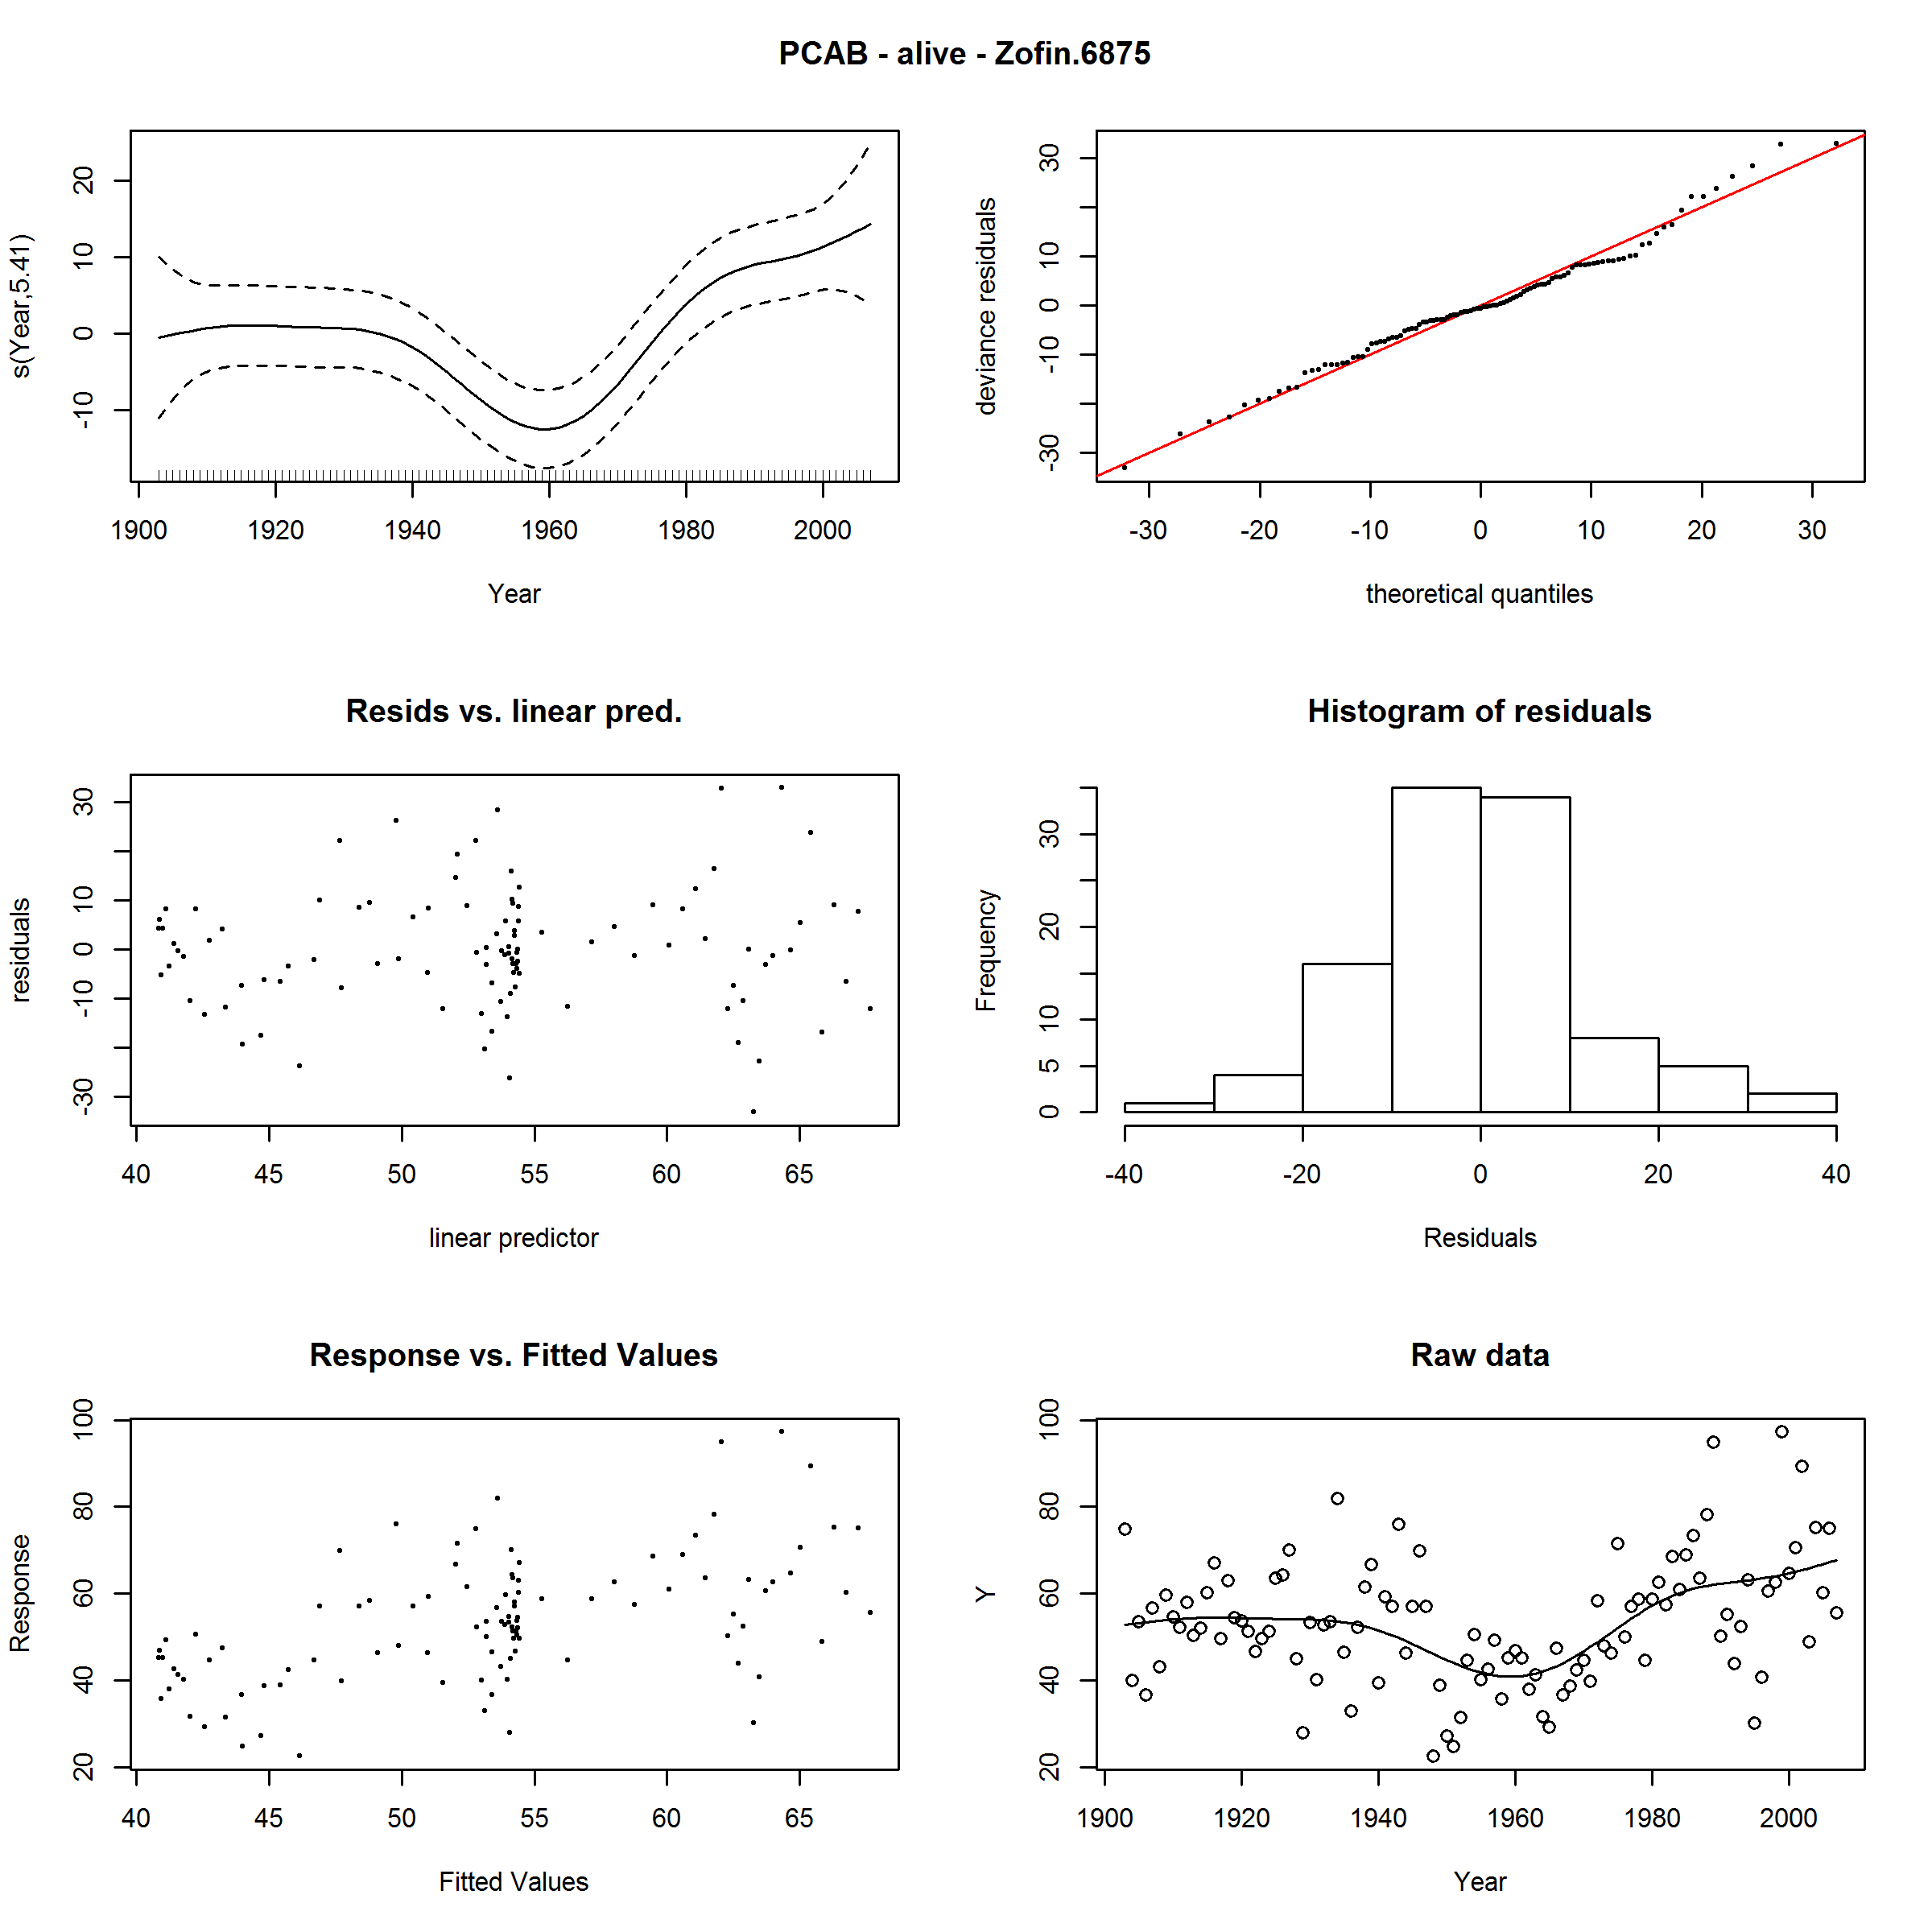 PCAB - alive - Zofin.6875
s(Year,5.41)
-10 0 10 20
1900 1920 1940 1960 1980 2000
Year
deviance residuals
-30 -10 0 10 30
-30 -20 -10 0 10 20 30
theoretical quantiles
Resids vs. linear pred.
residuals
-30 -10 0 10 30
40 45 50 55 60 65
linear predictor
Histogram of residuals
Frequency
0 5 10 20 30
-40 -20 0 20 40
Residuals
Response vs. Fitted Values
Response
20 40 60 80 100
40 45 50 55 60 65
Fitted Values
Raw data
Y
20 40 60 80 100
1900 1920 1940 1960 1980 2000
Year